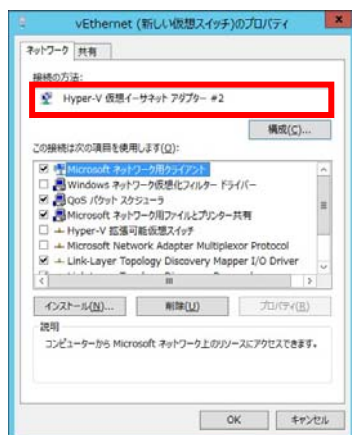 vEthernet (新しい仮想スイッチ)のプロパティ
ネットワーク 共有
接続の方法:
Hyper-V 仮想イーサネット アダプター #2
構成(C)...
この接続は次の項目を使用します(O):
Microsoft ネットワーク用クライアント
Windows ネットワーク仮想化フィルター ドライバー
QoS パケット スケジューラ
Microsoft ネットワーク用ファイルとプリンター共有
Hyper-V 拡張可能仮想スイッチ
Microsoft Network Adapter Multiplexor Protocol
Link-Layer Topology Discovery Mapper I/O Driver
インストール(N)... 削除(U) プロパティ(R)
説明
コンピューターから Microsoft ネットワーク上のリソースにアクセスできます。
OK キャンセル